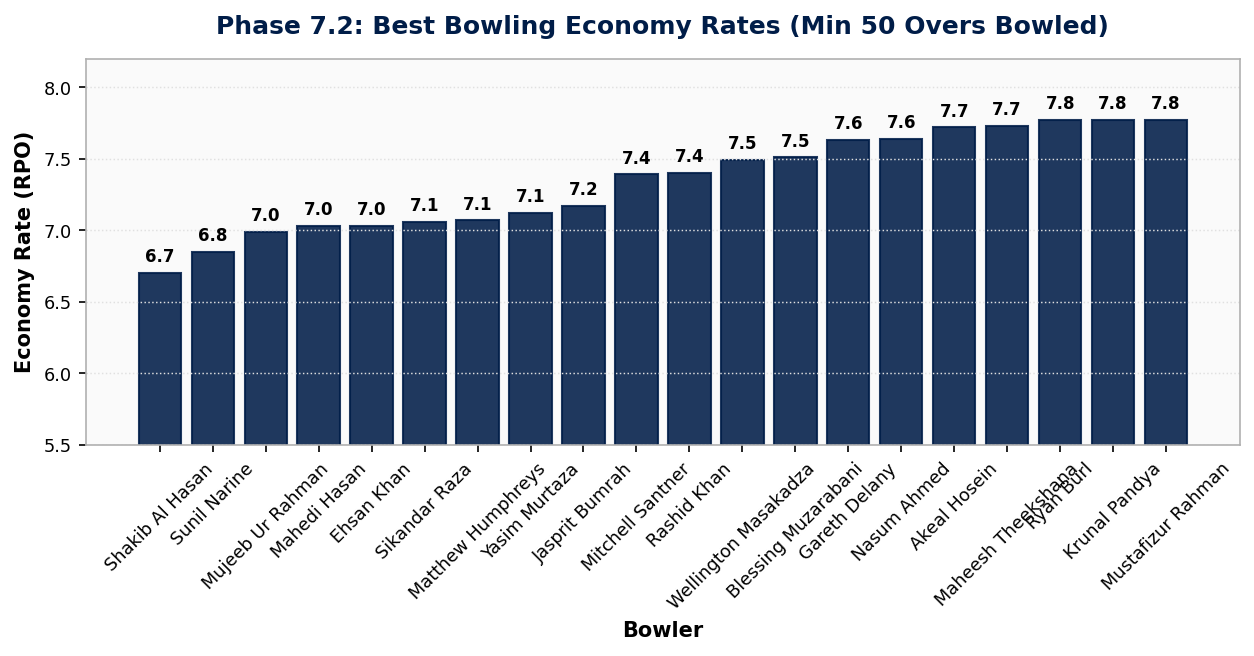 Phase 7.2: Best Bowling Economy Rates (Min 50 Overs Bowled)
Economy Rate (RPO)
8.0
7.5
7.0
6.5
6.0
5.5
6.7
6.8
7.0
7.0
7.0
7.1
7.1
7.1
7.2
7.4
7.4
7.5
7.5
7.6
7.6
7.7
7.7
7.8
7.8
7.8
Shakib Al Hasan
Sunil Narine
Mujeeb Ur Rahman
Mahedi Hasan
Ehsan Khan
Sikandar Raza
Matthew Humphreys
Yasim Murtaza
Jasprit Bumrah
Mitchell Santner
Rashid Khan
Wellington Masakadza
Blessing Muzarabani
Gareth Delany
Nasum Ahmed
Akeal Hosein
Maheesh Theekshana
Ryan Burl
Krunal Pandya
Mustafizur Rahman
Bowler